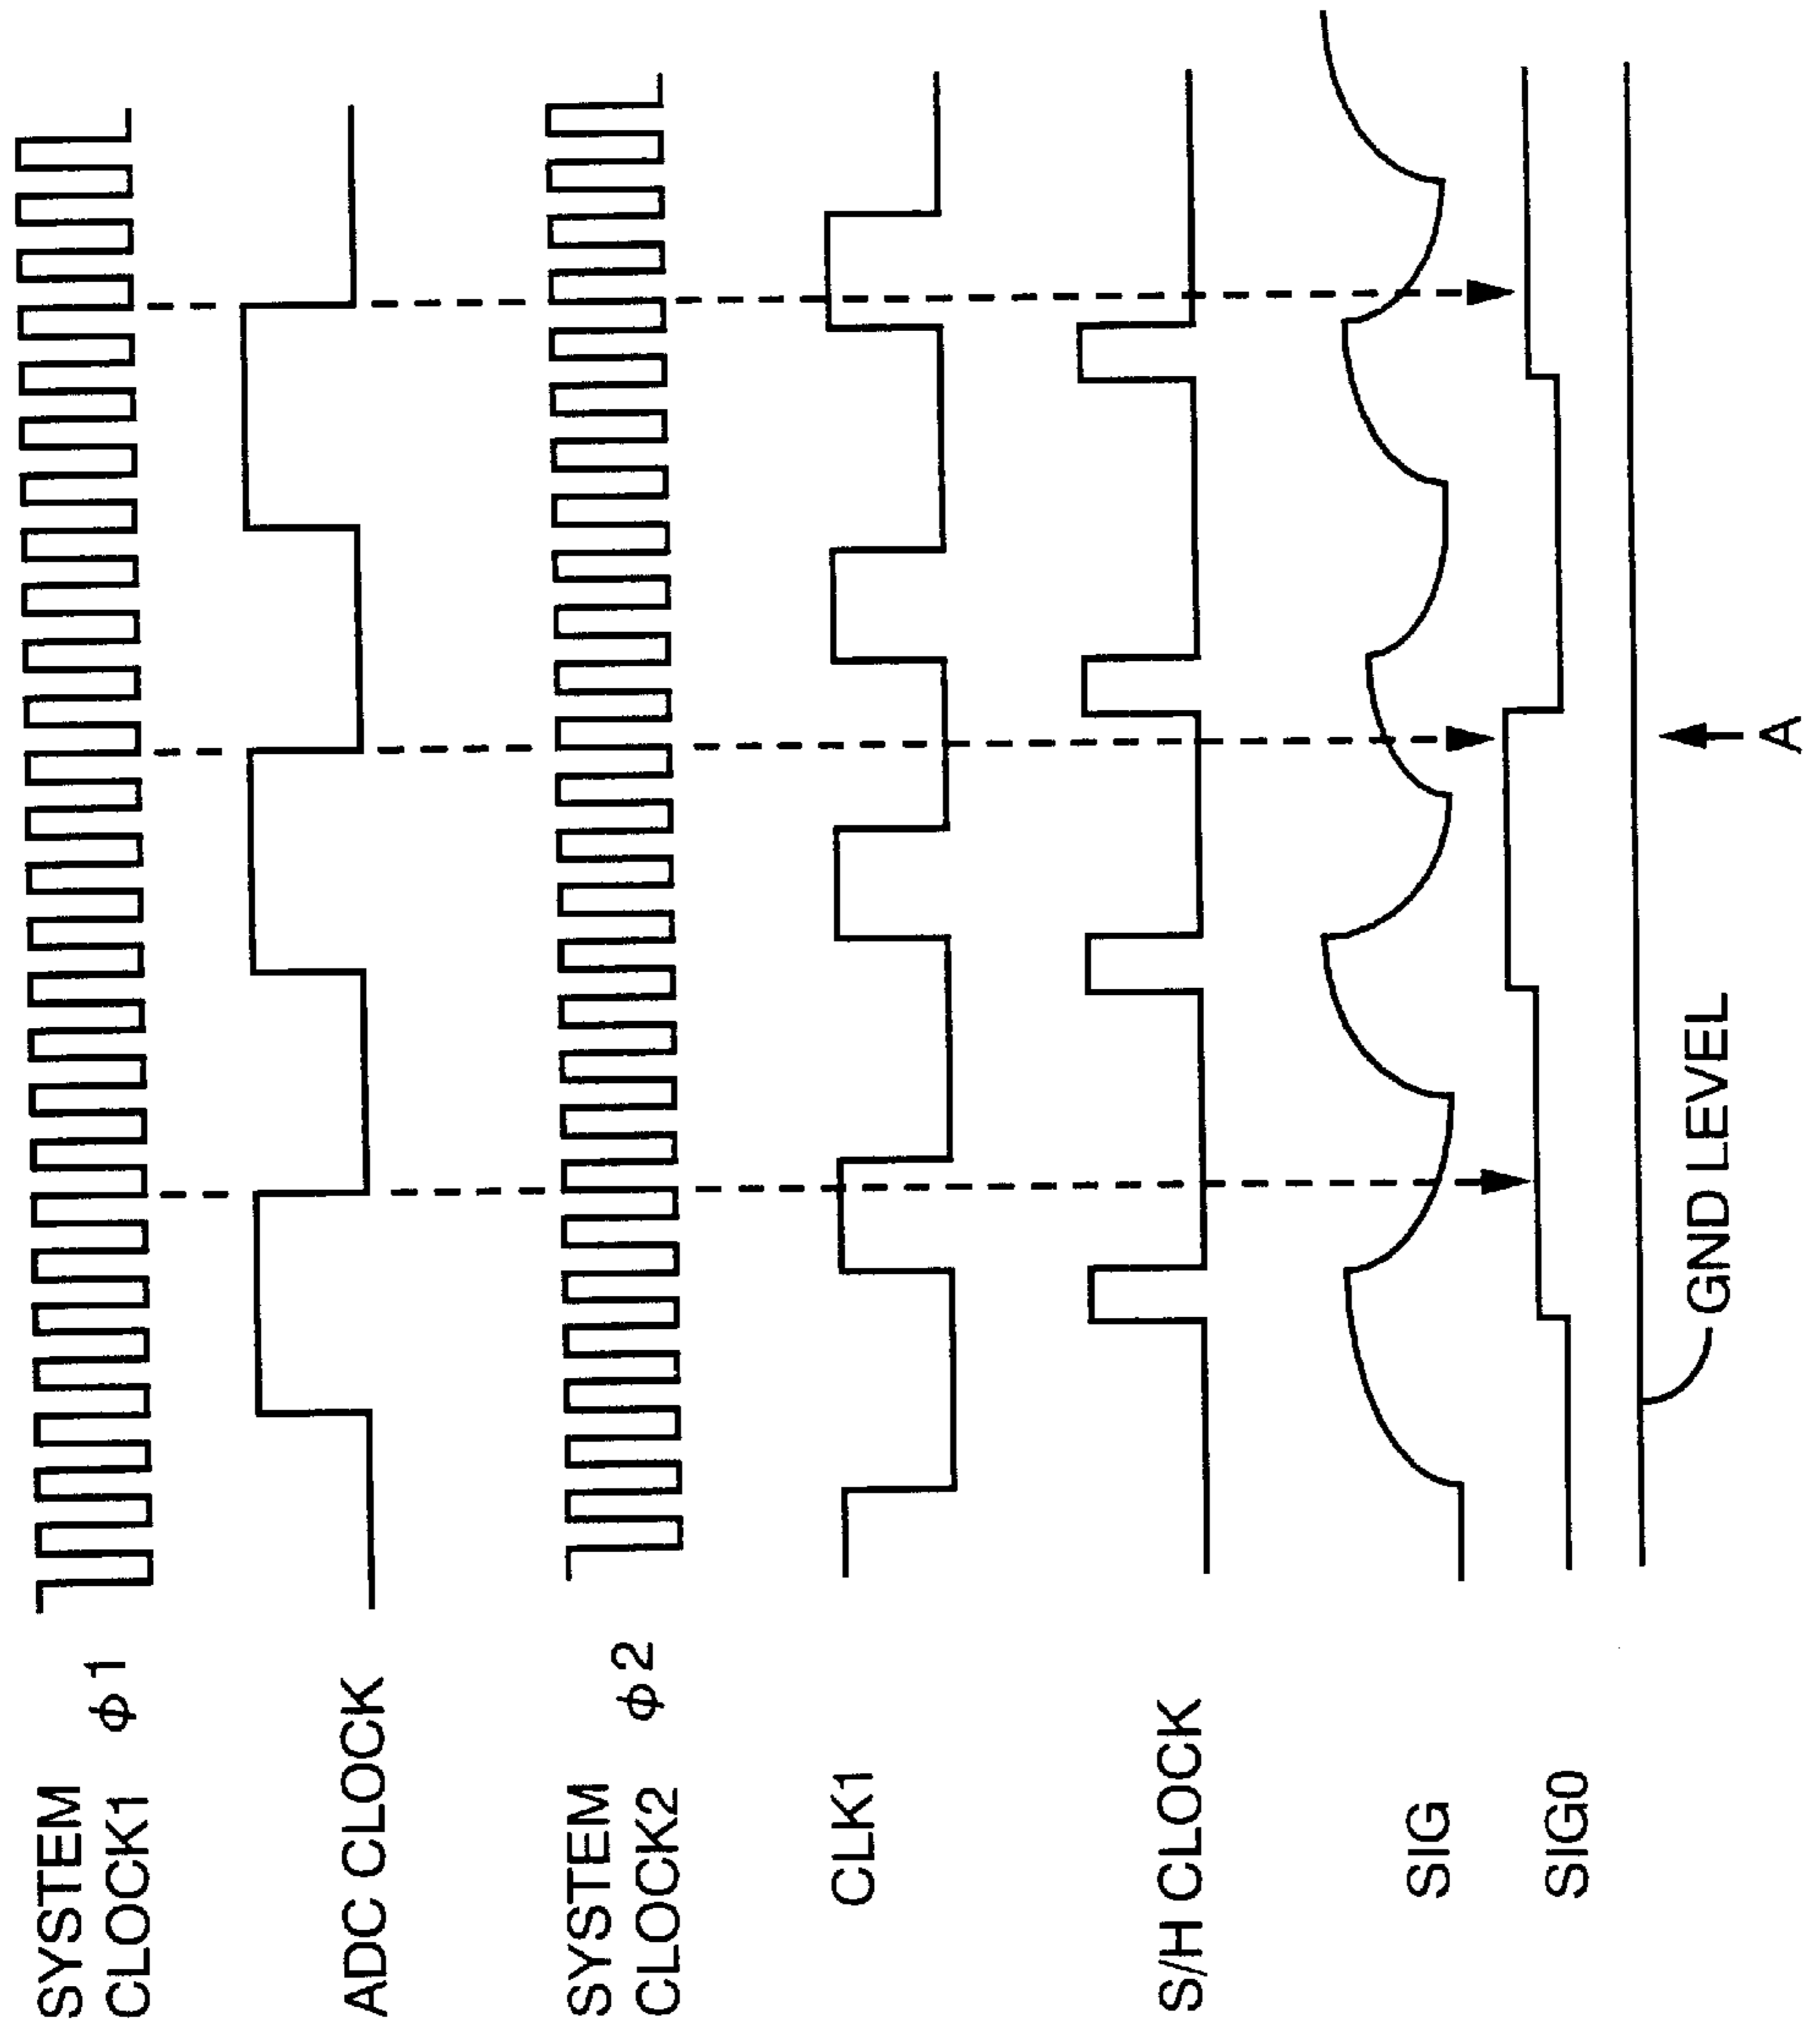 SYSTEM
CLOCK1 φ1
ADC CLOCK
SYSTEM
CLOCK2 φ2
CLK1
S/H CLOCK
SIG
SIG0
GND LEVEL
A